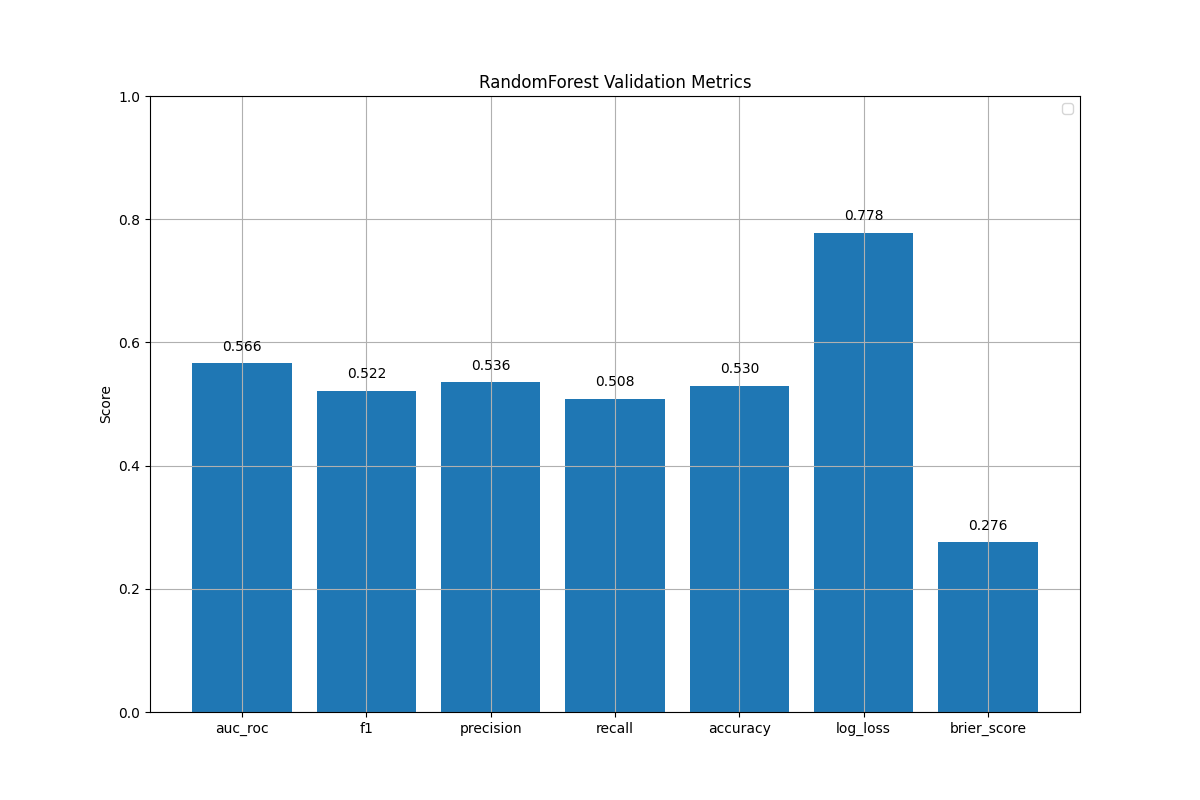 RandomForest Validation Metrics
1.0
0.8
0.6
0.4
0.2
0.0
Score
0.566
0.522
0.536
0.508
0.530
0.778
0.276
auc_roc
f1
precision
recall
accuracy
log_loss
brier_score